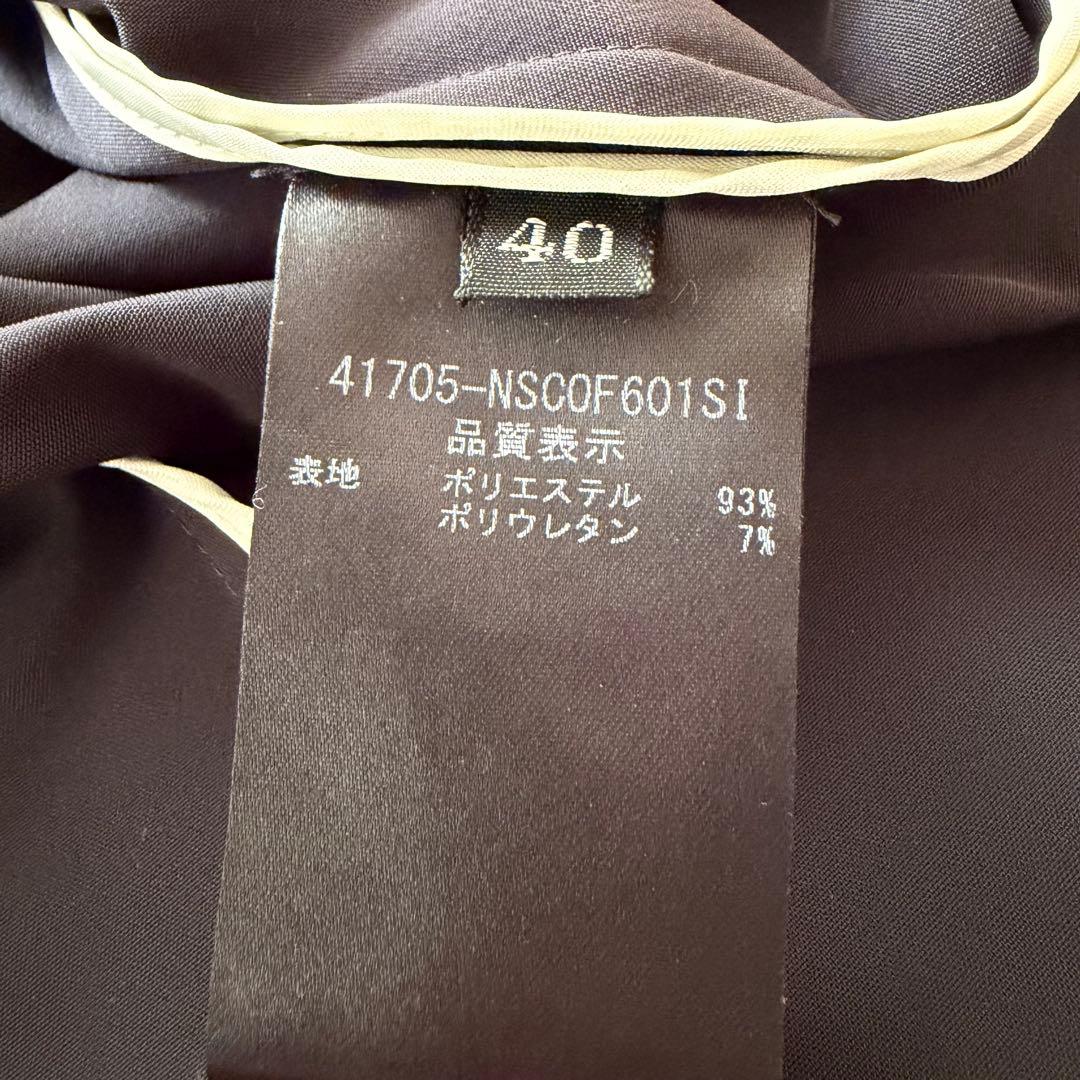 40
41705-NSCOF601SI
品質表示
表地 ポリエステル 93%
ポリウレタン 7%